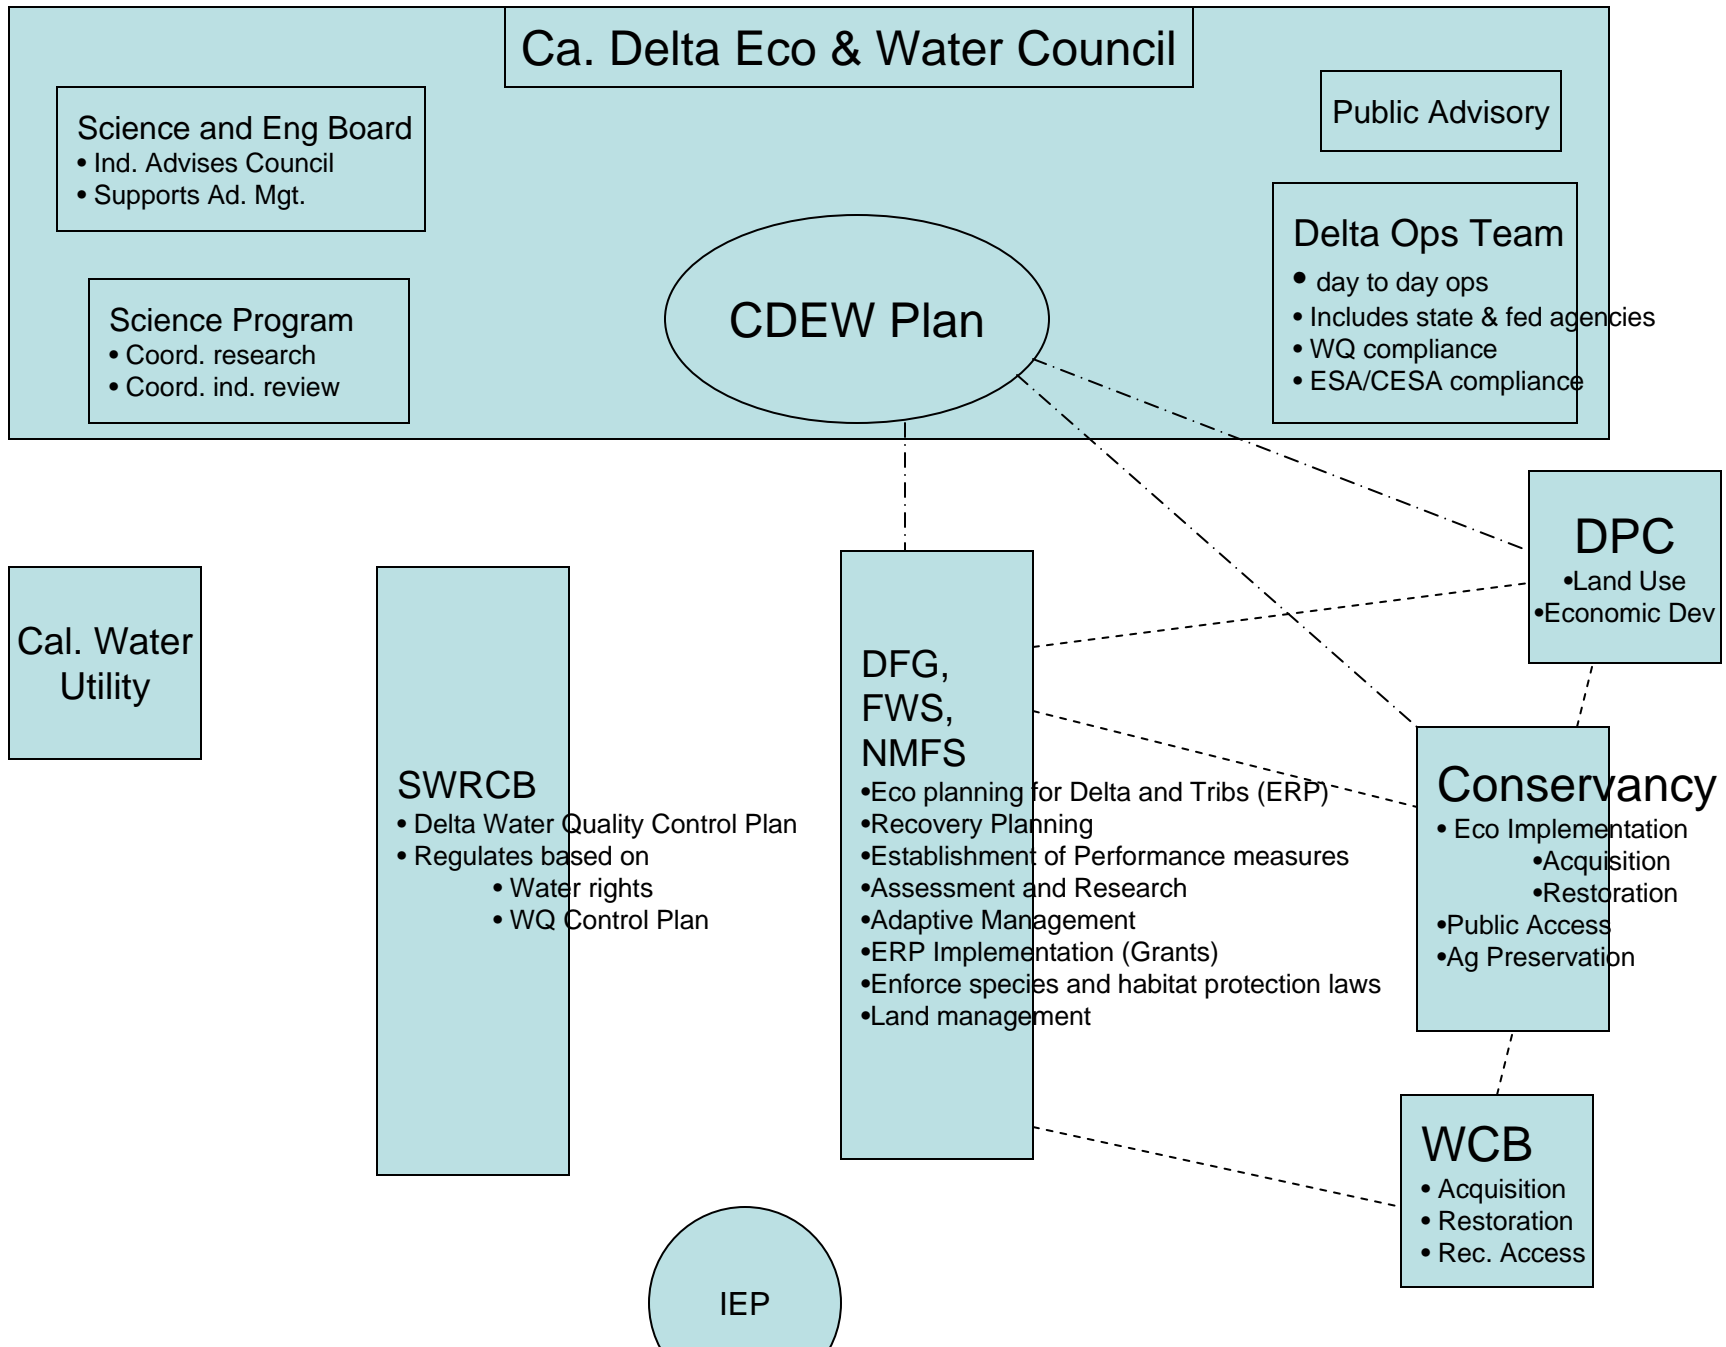 Ca. Delta Eco & Water Council
Science and Eng Board
• Ind. Advises Council
• Supports Ad. Mgt.
Public Advisory
Science Program
• Coord. research
• Coord. ind. review
CDEW Plan
Delta Ops Team
• day to day ops
• Includes state & fed agencies
• WQ compliance
• ESA/CESA compliance
DPC
•Land Use
•Economic Dev
Cal. Water
Utility
SWRCB
• Delta Water Quality Control Plan
• Regulates based on
• Water rights
• WQ Control Plan
DFG,
FWS,
NMFS
•Eco planning for Delta and Tribs (ERP)
•Recovery Planning
•Establishment of Performance measures
•Assessment and Research
•Adaptive Management
•ERP Implementation (Grants)
•Enforce species and habitat protection laws
•Land management
Conservancy
• Eco Implementation
•Acquisition
•Restoration
•Public Access
•Ag Preservation
WCB
• Acquisition
• Restoration
• Rec. Access
IEP